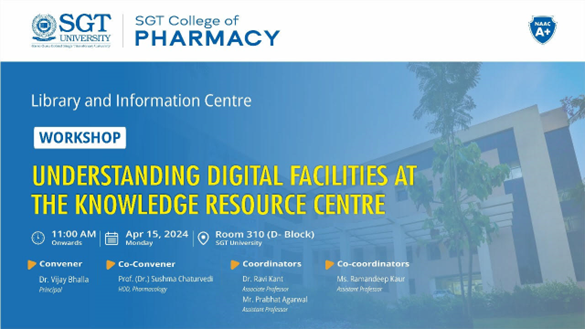 SGT
UNIVERSITY
SGT College of
PHARMACY
NAAC
A+
Library and Information Centre
WORKSHOP
UNDERSTANDING DIGITAL FACILITIES AT
THE KNOWLEDGE RESOURCE CENTRE
11:00 AM
Onwards
Apr 15, 2024
Monday
Room 310 (D- Block)
SGT University
Convener
Dr. Vijay Bhalla
Principal
Co-Convener
Prof. (Dr.) Sushma Chaturvedi
HOD, Pharmacology
Coordinators
Dr. Ravi Kant
Associate Professor
Mr. Prabhat Agarwal
Assistant Professor
Co-coordinators
Ms. Ramandeep Kaur
Assistant Professor